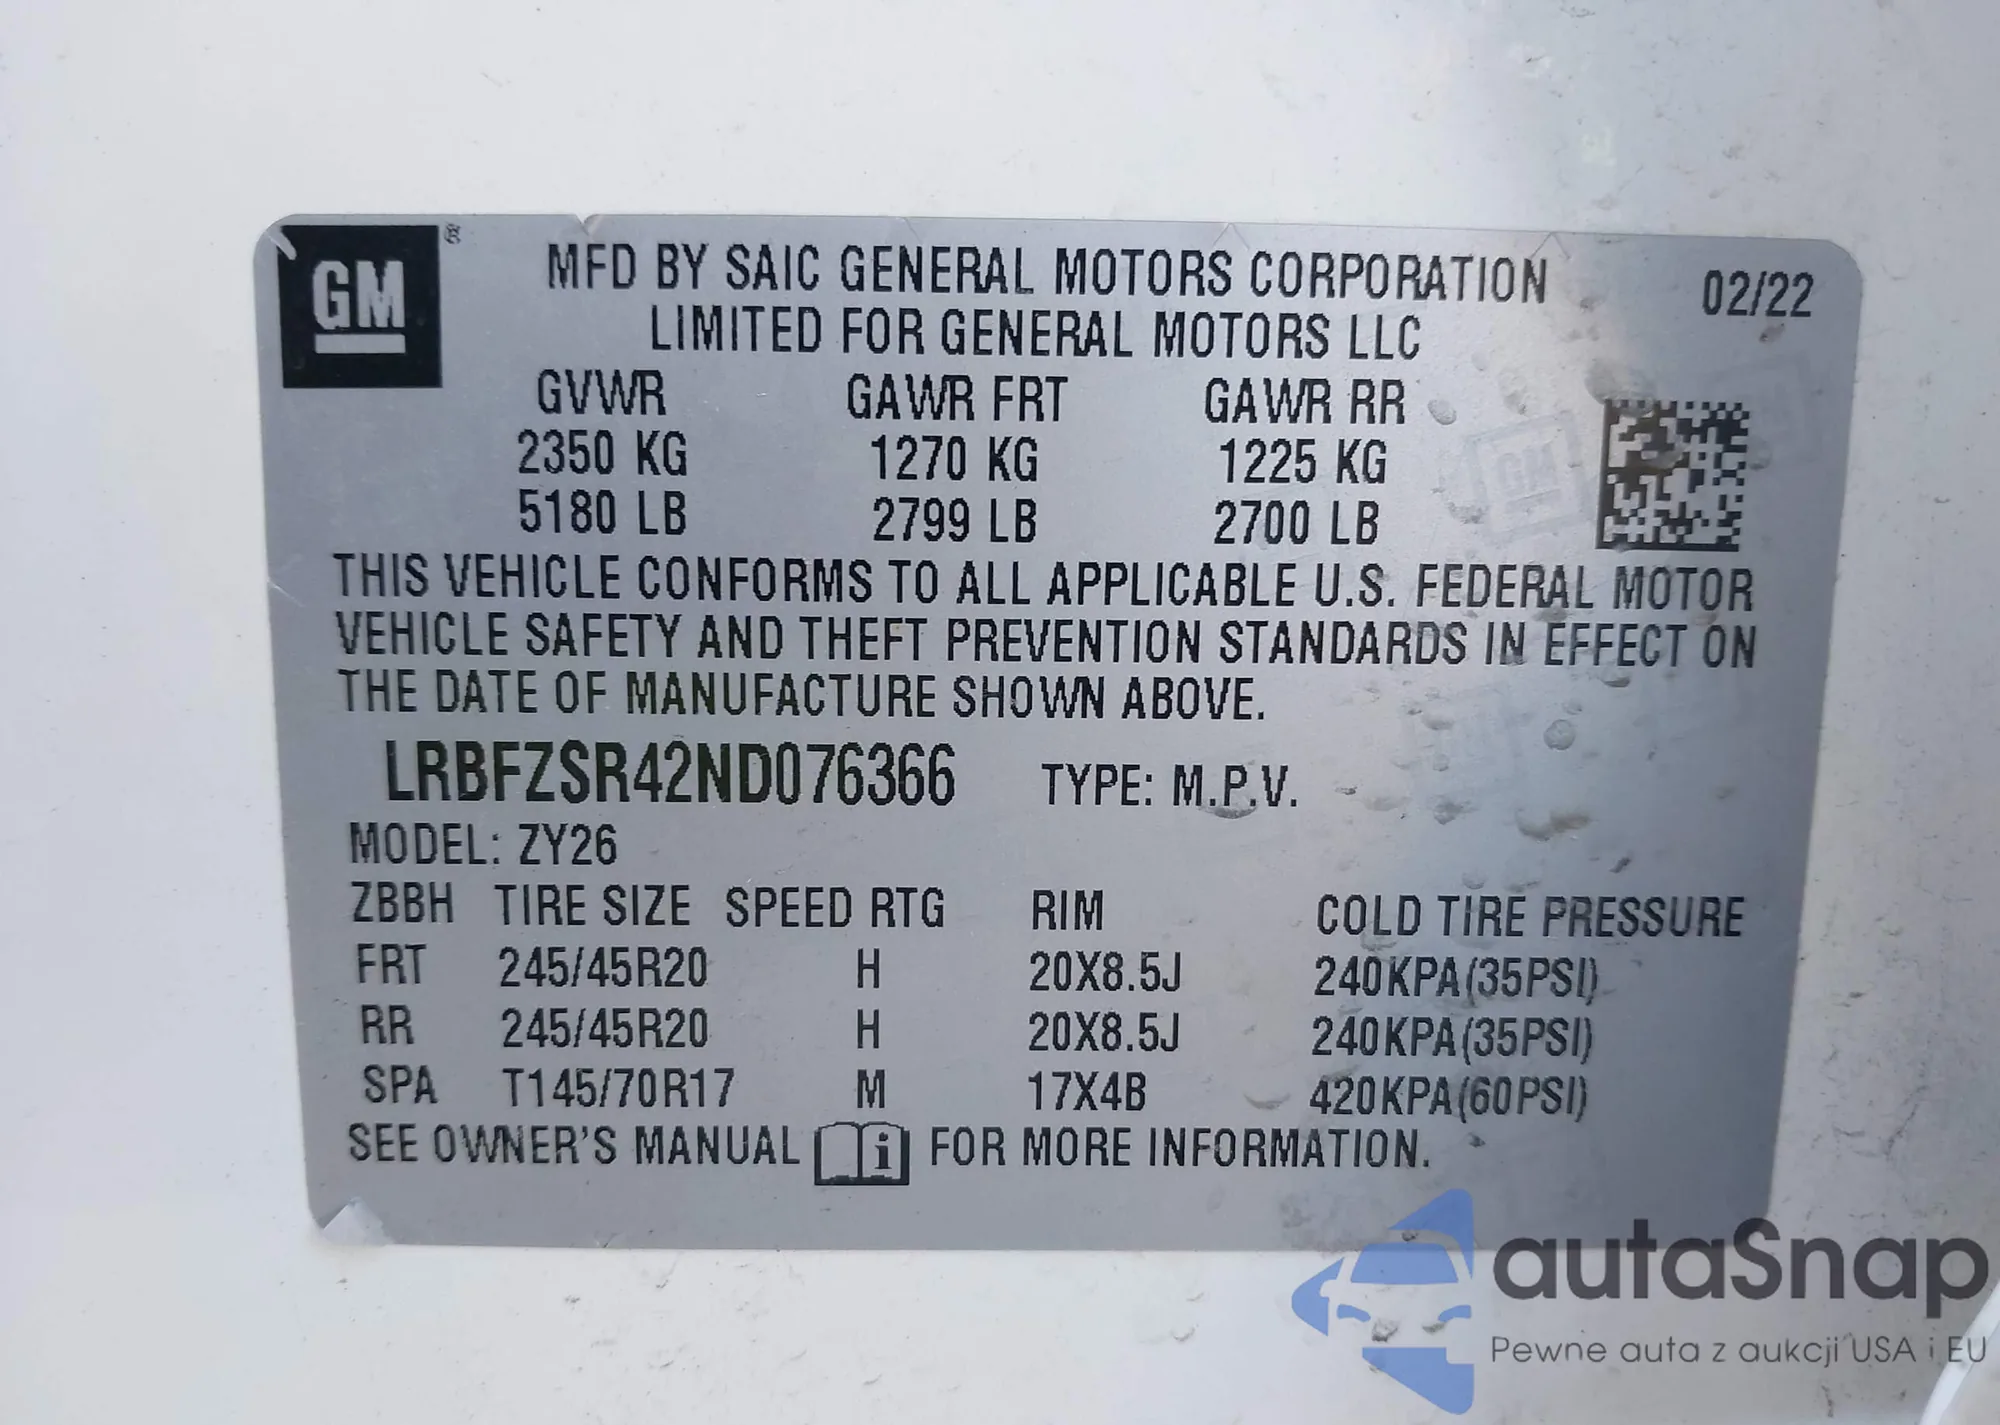 GM ®
MFD BY SAIC GENERAL MOTORS CORPORATION 02/22
LIMITED FOR GENERAL MOTORS LLC
GVWR GAWR FRT GAWR RR
2350 KG 1270 KG 1225 KG
5180 LB 2799 LB 2700 LB
GM
THIS VEHICLE CONFORMS TO ALL APPLICABLE U.S. FEDERAL MOTOR
VEHICLE SAFETY AND THEFT PREVENTION STANDARDS IN EFFECT ON
THE DATE OF MANUFACTURE SHOWN ABOVE.
LRBFZSR42ND076366 TYPE: M.P.V.
MODEL: ZY26
ZBBH TIRE SIZE SPEED RTG RIM COLD TIRE PRESSURE
FRT 245/45R20 H 20X8.5J 240KPA(35PSI)
RR 245/45R20 H 20X8.5J 240KPA(35PSI)
SPA T145/70R17 M 17X4B 420KPA(60PSI)
SEE OWNER'S MANUAL i FOR MORE INFORMATION.
autaSnap
Pewne auta z aukcji USA i EU